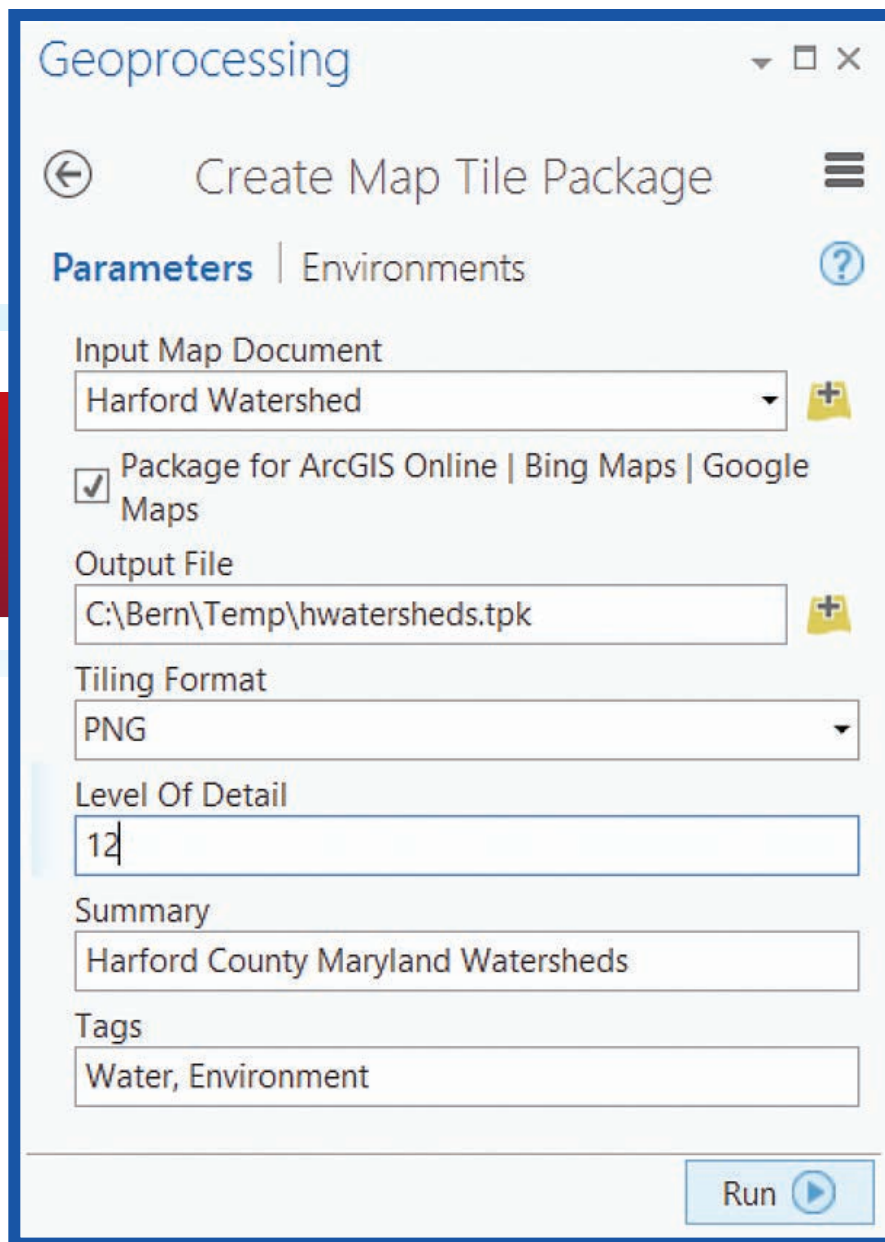 Geoprocessing
Create Map Tile Package
Parameters | Environments
Input Map Document
Harford Watershed
Package for ArcGIS Online | Bing Maps | Google
Maps
Output File
C:\Bern\Temp\hwatersheds.tpk
Tiling Format
PNG
Level Of Detail
12
Summary
Harford County Maryland Watersheds
Tags
Water, Environment
Run